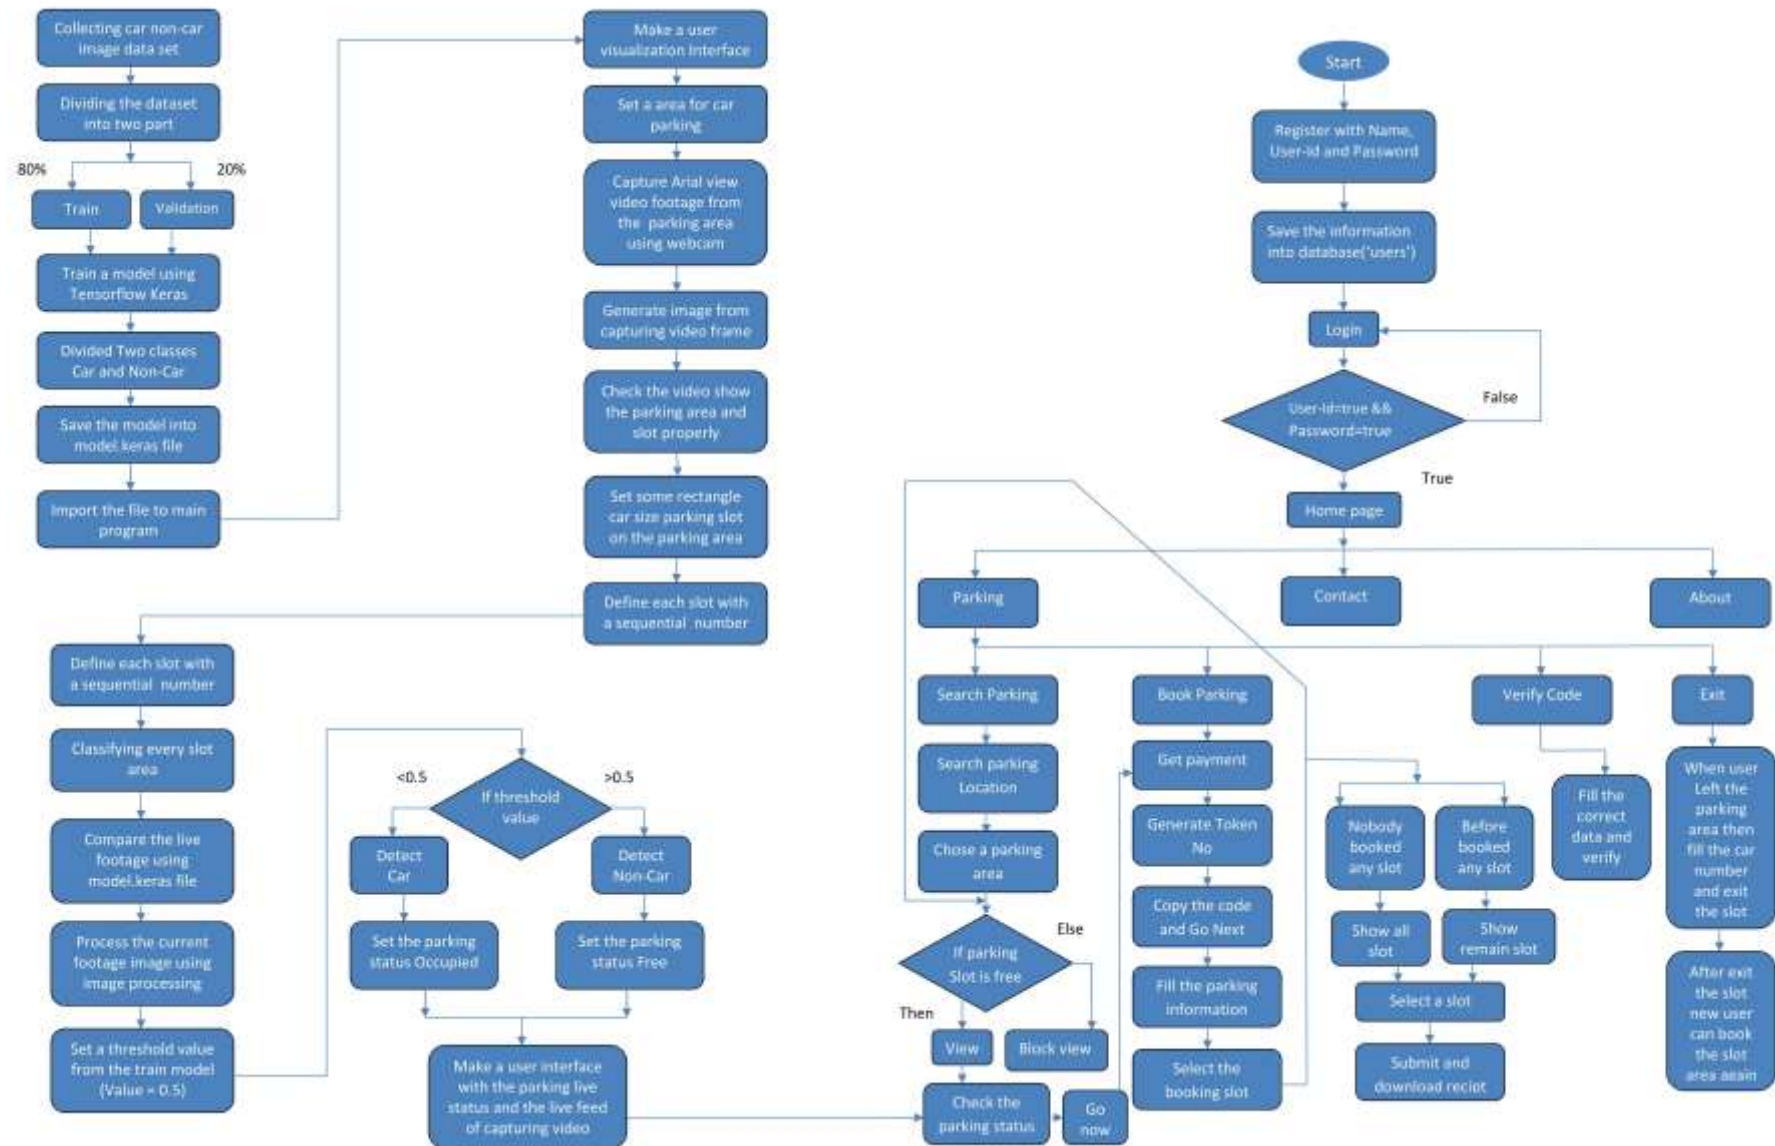 Collecting car non-car
image data set
Dividing the dataset
into two part
80%
20%
Train
Validation
Train a model using
Tensorflow Keras
Divided Two classes
Car and Non-Car
Save the model into
model.keras file
Import the file to main
program
Make a user
visualization Interface
Set a area for car
parking
Capture Arial view
video footage from
the parking area
using webcam
Generate image from
capturing video frame
Check the video show
the parking area and
slot properly
Set some rectangle
car size parking slot
on the parking area
Define each slot with
a sequential number
Define each slot with
a sequential number
Classifying every slot
area
Compare the live
footage using
model.keras file
Process the current
footage image using
image processing
Set a threshold value
from the train model
(Value = 0.5)
If threshold
value
<0.5
>0.5
Detect
Car
Detect
Non-Car
Set the parking
status Occupied
Set the parking
status Free
Make a user interface
with the parking live
status and the live feed
of capturing video
Start
Register with Name,
User-Id and Password
Save the information
into database('users')
Login
User-Id=true &&
Password=true
False
True
Home page
Parking
Contact
About
Search Parking
Search parking
Location
Chose a parking
area
If parking
Slot is free
Else
Then
View
Block view
Check the
parking status
Go
now
Book Parking
Get payment
Generate Token
No
Copy the code
and Go Next
Fill the parking
information
Select the
booking slot
Nobody
booked
any slot
Before
booked
any slot
Show all
slot
Show
remain slot
Select a slot
Submit and
download reciot
Verify Code
Fill the
correct
data and
verify
Exit
When user
Left the
parking
area then
fill the car
number
and exit
the slot
After exit
the slot
new user
can book
the slot
area again